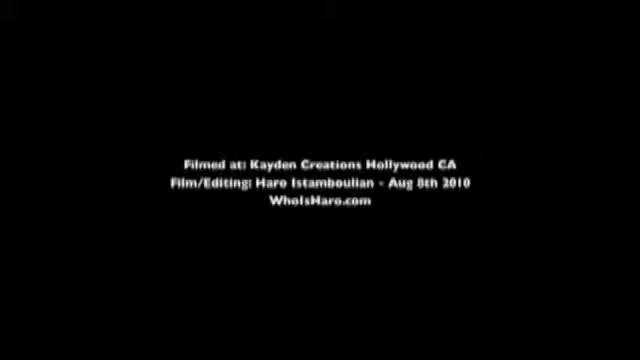 Filmed at: Kayden Creations Hollywood CA
Film/Editing: Haro Istamboulian - Aug 8th 2010
WhoIsHaro.com